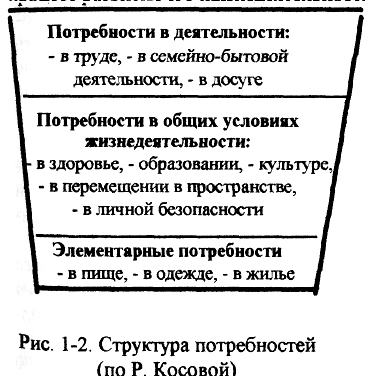 Потребности в деятельности:
- в труде, - в семейно-бытовой
деятельности, - в досуге
Потребности в общих условиях
жизнедеятельности:
- в здоровье, - образовании, - культуре,
- в перемещении в пространстве,
- в личной безопасности
Элементарные потребности
- в пище, - в одежде, - в жилье
Рис. 1-2. Структура потребностей
(по Р. Косовой)